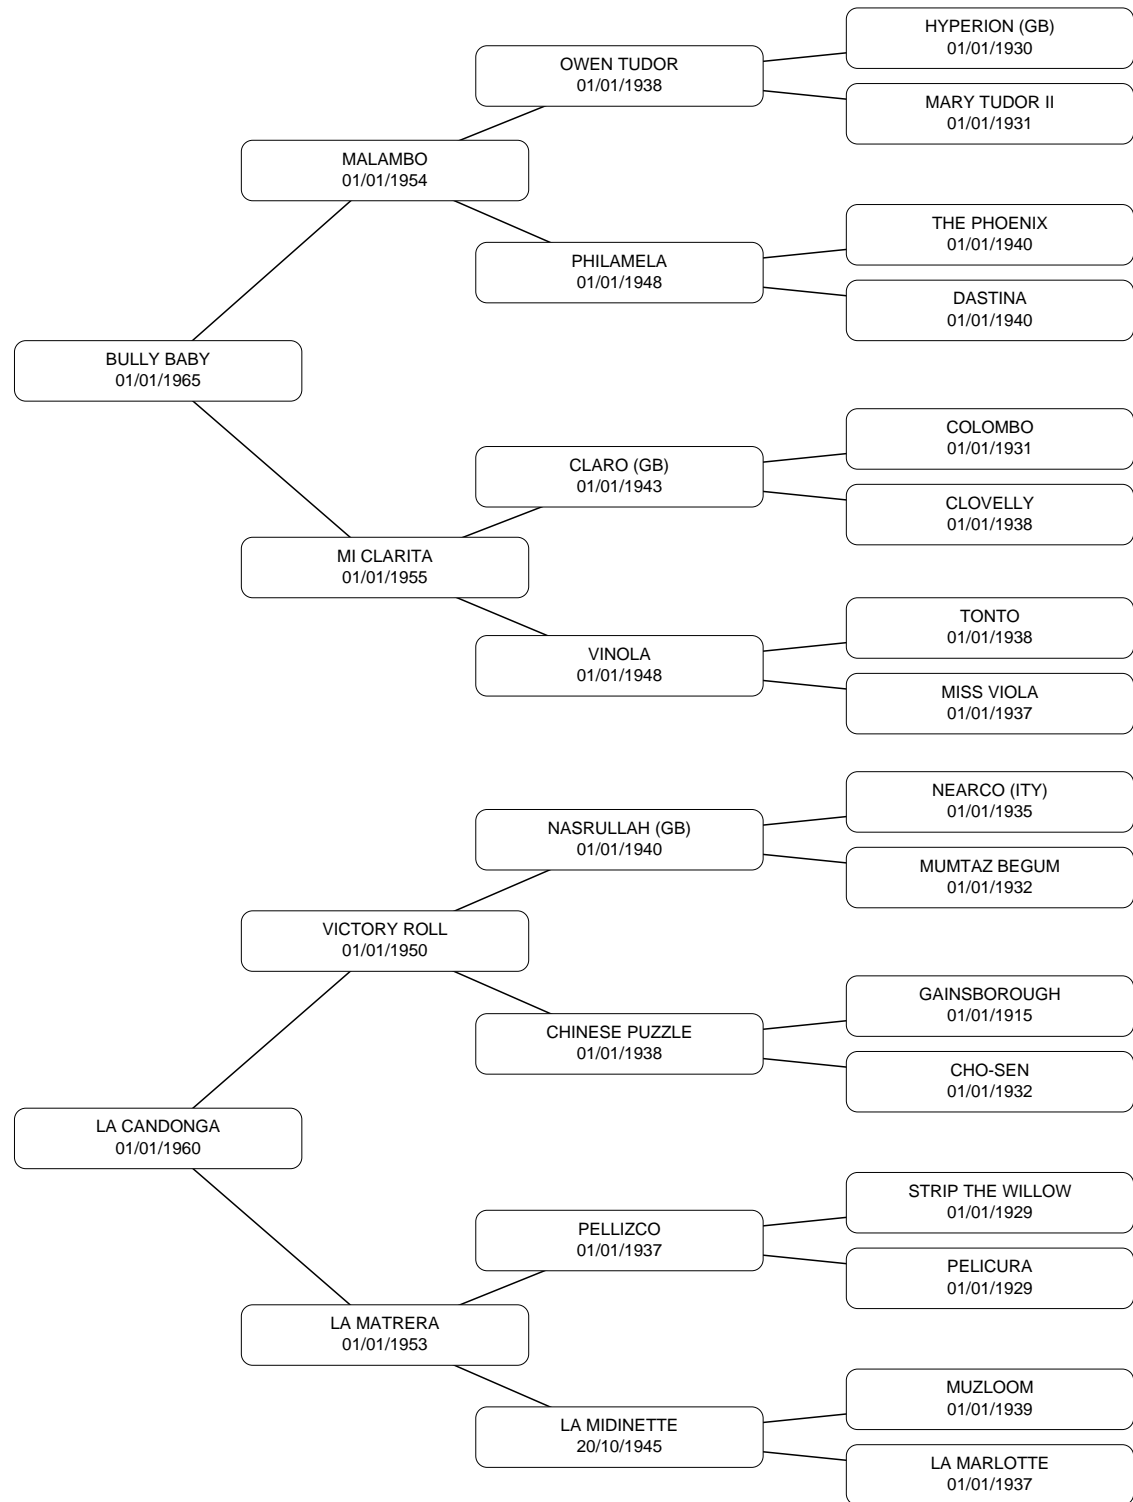 HYPERION (GB)
01/01/1930
OWEN TUDOR
01/01/1938
MARY TUDOR II
01/01/1931
MALAMBO
01/01/1954
THE PHOENIX
01/01/1940
PHILAMELA
01/01/1948
DASTINA
01/01/1940
BULLY BABY
01/01/1965
COLOMBO
01/01/1931
CLARO (GB)
01/01/1943
CLOVELLY
01/01/1938
MI CLARITA
01/01/1955
TONTO
01/01/1938
VINOLA
01/01/1948
MISS VIOLA
01/01/1937
NEARCO (ITY)
01/01/1935
NASRULLAH (GB)
01/01/1940
MUMTAZ BEGUM
01/01/1932
VICTORY ROLL
01/01/1950
GAINSBOROUGH
01/01/1915
CHINESE PUZZLE
01/01/1938
CHO-SEN
01/01/1932
LA CANDONGA
01/01/1960
STRIP THE WILLOW
01/01/1929
PELLIZCO
01/01/1937
PELICURA
01/01/1929
LA MATRERA
01/01/1953
MUZLOOM
01/01/1939
LA MIDINETTE
20/10/1945
LA MARLOTTE
01/01/1937